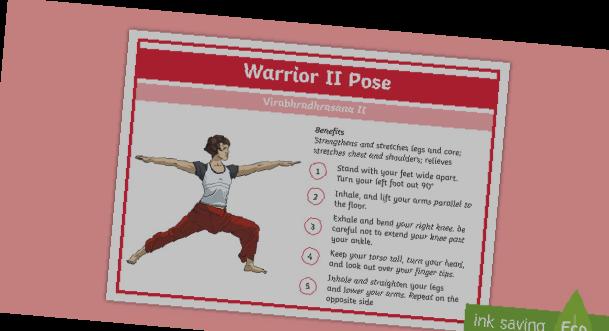 Warrior II Pose
Virabhradhrasana II
Benefits
Strengthens and stretches legs and core;
stretches chest and shoulders; relieves
1 Stand with your feet wide apart.
Turn your left foot out 90°
2 Inhale, and lift your arms parallel to
the floor.
3 Exhale and bend your right knee. be
careful not to extend your knee past
your ankle.
4 Keep your torso tall, turn your head,
and look out over your finger tips.
5 Inhale and straighten your legs
and lower your arms. Repeat on the
opposite side
ink saving
Eco